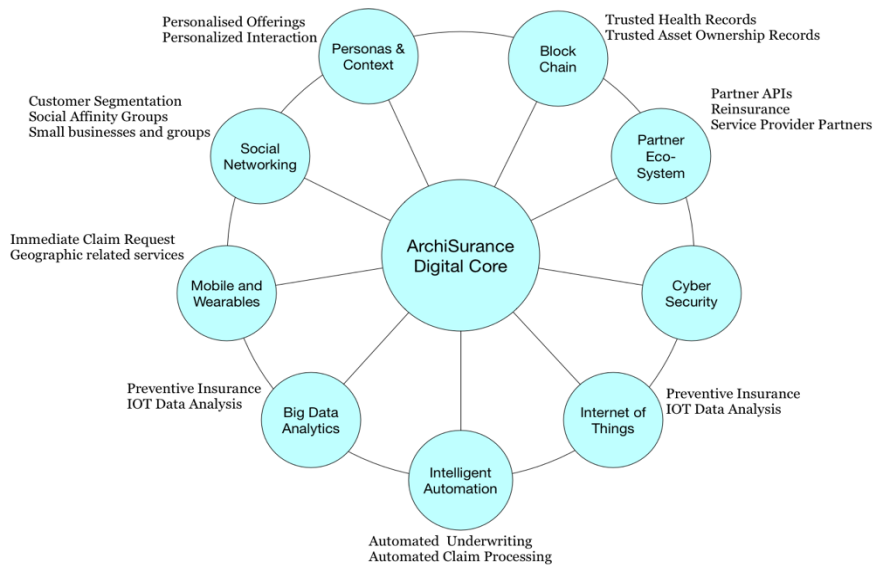 Personalised Offerings
Personalized Interaction
Personas &
Context
Block
Chain
Trusted Health Records
Trusted Asset Ownership Records
Customer Segmentation
Social Affinity Groups
Small businesses and groups
Social
Networking
Partner APIs
Reinsurance
Service Provider Partners
Partner
Eco-
System
ArchiSurance
Digital Core
Immediate Claim Request
Geographic related services
Mobile and
Wearables
Cyber
Security
Preventive Insurance
IOT Data Analysis
Big Data
Analytics
Internet of
Things
Preventive Insurance
IOT Data Analysis
Intelligent
Automation
Automated  Underwriting
Automated Claim Processing